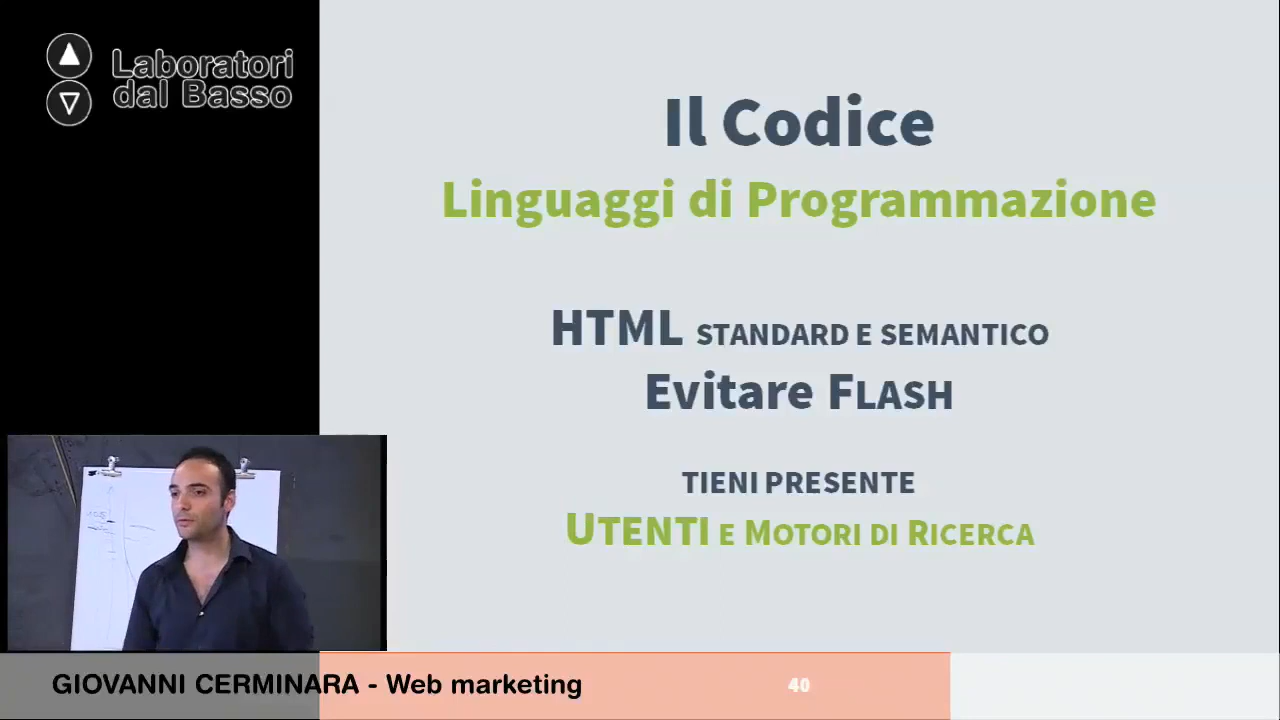 Laboratori
dal Basso
Il Codice
Linguaggi di Programmazione
HTML STANDARD E SEMANTICO
Evitare FLASH
TIENI PRESENTE
UTENTI E MOTORI DI RICERCA
GIOVANNI CERMINARA - Web marketing
40